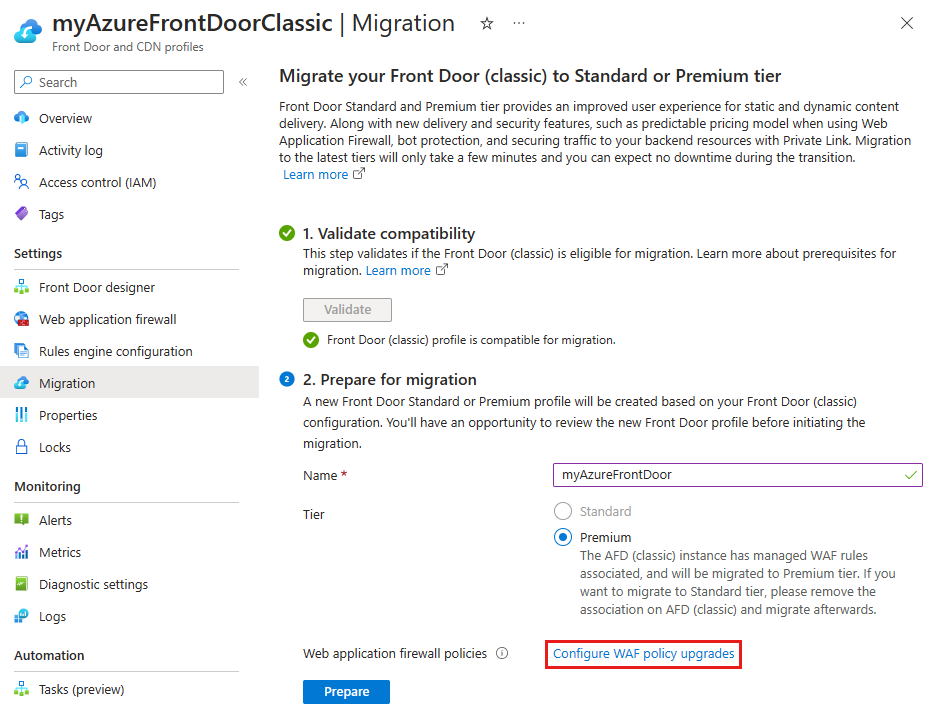 myAzureFrontDoorClassic | Migration
Front Door and CDN profiles
Search
Overview
Activity log
Access control (IAM)
Tags
Settings
Front Door designer
Web application firewall
Rules engine configuration
Migration
Properties
Locks
Monitoring
Alerts
Metrics
Diagnostic settings
Logs
Automation
Tasks (preview)
Migrate your Front Door (classic) to Standard or Premium tier
Front Door Standard and Premium tier provides an improved user experience for static and dynamic content
delivery. Along with new delivery and security features, such as predictable pricing model when using Web
Application Firewall, bot protection, and securing traffic to your backend resources with Private Link. Migration
to the latest tiers will only take a few minutes and you can expect no downtime during the transition.
Learn more
1. Validate compatibility
This step validates if the Front Door (classic) is eligible for migration. Learn more about prerequisites for
migration. Learn more
Validate
Front Door (classic) profile is compatible for migration.
2
2. Prepare for migration
A new Front Door Standard or Premium profile will be created based on your Front Door (classic)
configuration. You'll have an opportunity to review the new Front Door profile before initiating the
migration.
Name *
myAzureFrontDoor
Tier
Standard
Premium
The AFD (classic) instance has managed WAF rules
associated, and will be migrated to Premium tier. If you
want to migrate to Standard tier, please remove the
association on AFD (classic) and migrate afterwards.
Web application firewall policies
Configure WAF policy upgrades
Prepare